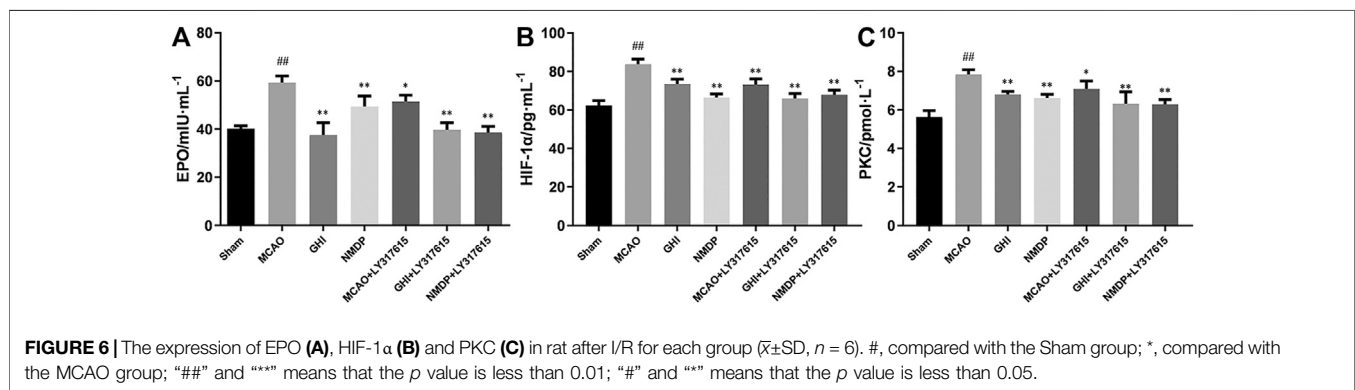 A
EPO/mIU·mL⁻¹
80
60
40
20
0
##
**
**
*
**
**
Sham
MCAO
GHI
NMDP
MCAO+LY317615
GHI+LY317615
NMDP+LY317615
B
HIF-1α/pg·mL⁻¹
100
80
60
40
20
0
##
**
**
**
**
**
Sham
MCAO
GHI
NMDP
MCAO+LY317615
GHI+LY317615
NMDP+LY317615
C
PKC/pmol·L⁻¹
10
8
6
4
2
0
##
**
**
*
**
**
Sham
MCAO
GHI
NMDP
MCAO+LY317615
GHI+LY317615
NMDP+LY317615
FIGURE 6 | The expression of EPO (A), HIF-1α (B) and PKC (C) in rat after I/R for each group (x̅±SD, n = 6). #, compared with the Sham group; *, compared with
the MCAO group; “##” and “**” means that the p value is less than 0.01; “#” and “*” means that the p value is less than 0.05.